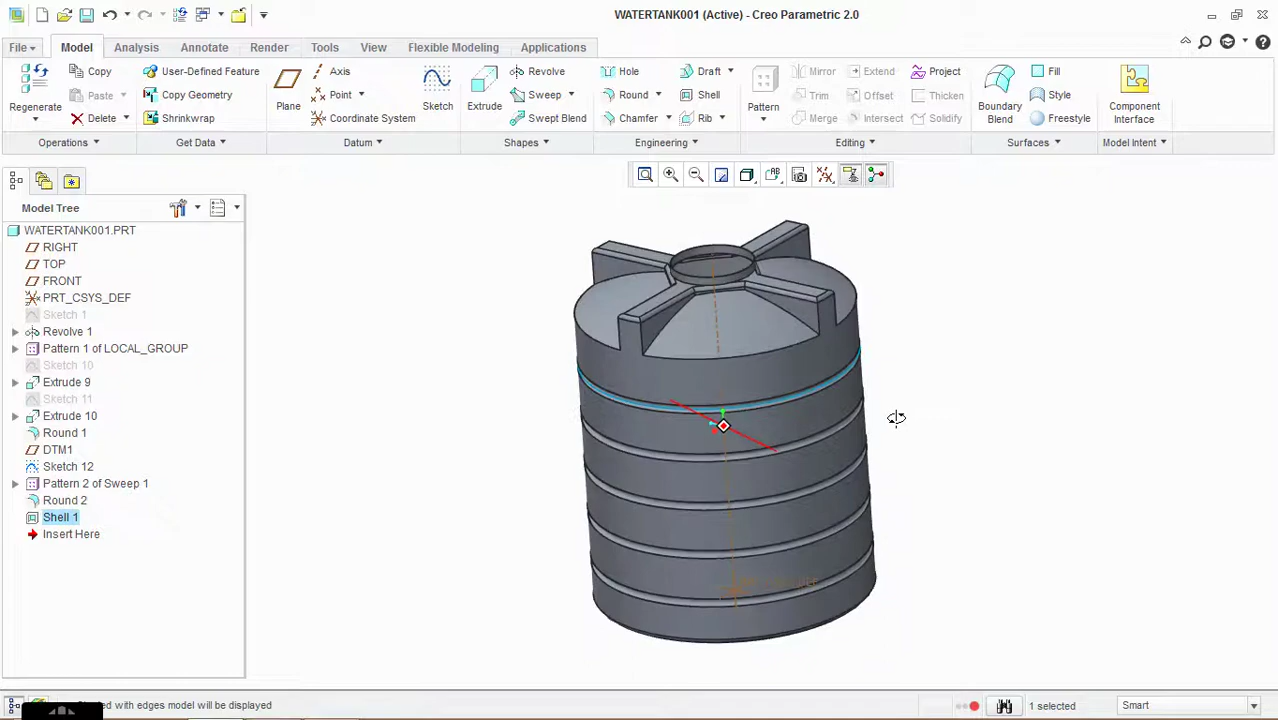 WATERTANK001 (Active) - Creo Parametric 2.0
File Model Analysis Annotate Render Tools View Flexible Modeling Applications
Regenerate Copy Paste Delete User-Defined Feature Copy Geometry Shrinkwrap Plane Axis Point Coordinate System Sketch Extrude Revolve Sweep Swept Blend Hole Round Chamfer Draft Shell Rib Pattern Mirror Trim Merge Extend Offset Intersect Project Thicken Solidify Boundary Blend Fill Style Freestyle Component Interface
Operations Get Data Datum Shapes Engineering Editing Surfaces Model Intent
Model Tree
WATERTANK001.PRT
RIGHT
TOP
FRONT
PRT_CSYS_DEF
Sketch 1
Revolve 1
Pattern 1 of LOCAL_GROUP
Sketch 10
Extrude 9
Sketch 11
Extrude 10
Round 1
DTM1
Sketch 12
Pattern 2 of Sweep 1
Round 2
Shell 1
Insert Here
with edges model will be displayed
1 selected
Smart